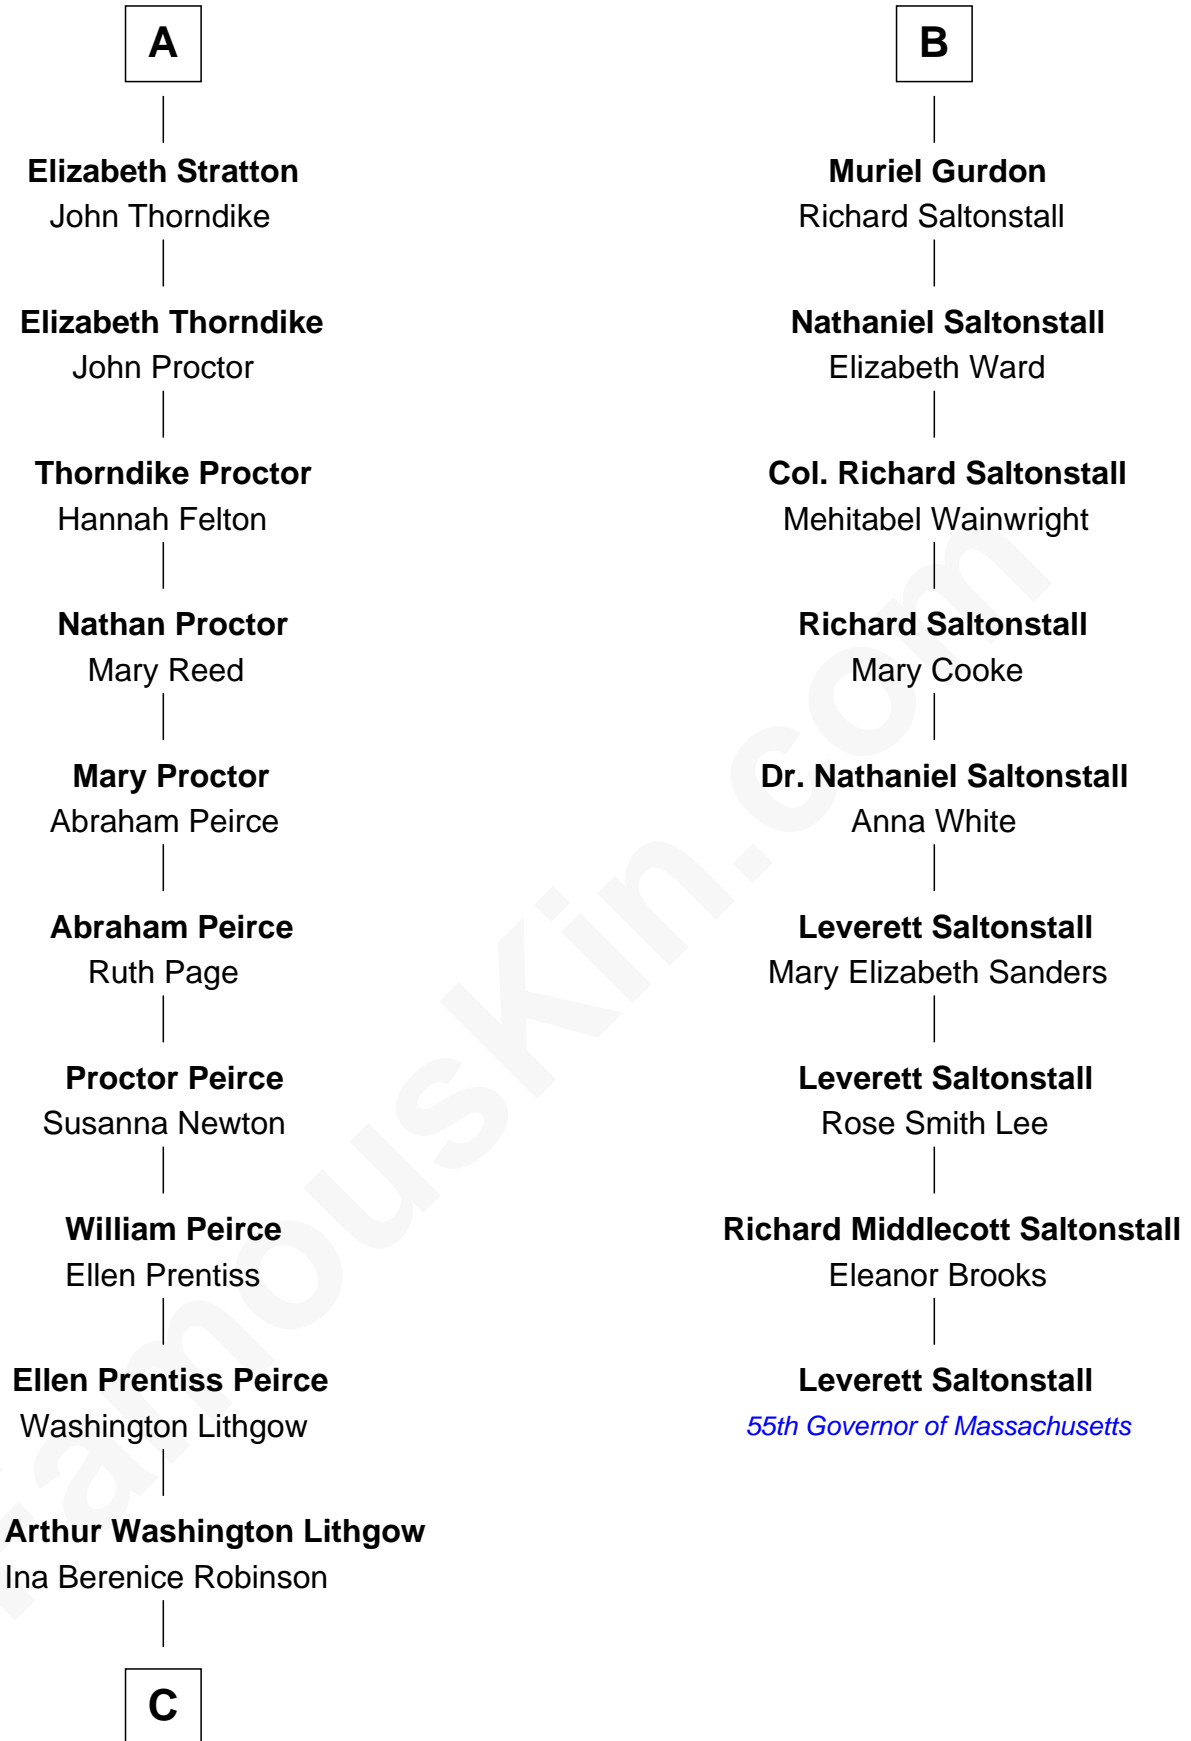 A
Elizabeth Stratton
John Thorndike
Elizabeth Thorndike
John Proctor
Thorndike Proctor
Hannah Felton
Nathan Proctor
Mary Reed
Mary Proctor
Abraham Peirce
Abraham Peirce
Ruth Page
Proctor Peirce
Susanna Newton
William Peirce
Ellen Prentiss
Ellen Prentiss Peirce
Washington Lithgow
Arthur Washington Lithgow
Ina Berenice Robinson
C
B
Muriel Gurdon
Richard Saltonstall
Nathaniel Saltonstall
Elizabeth Ward
Col. Richard Saltonstall
Mehitabel Wainwright
Richard Saltonstall
Mary Cooke
Dr. Nathaniel Saltonstall
Anna White
Leverett Saltonstall
Mary Elizabeth Sanders
Leverett Saltonstall
Rose Smith Lee
Richard Middlecott Saltonstall
Eleanor Brooks
Leverett Saltonstall
55th Governor of Massachusetts
FamousKin.com